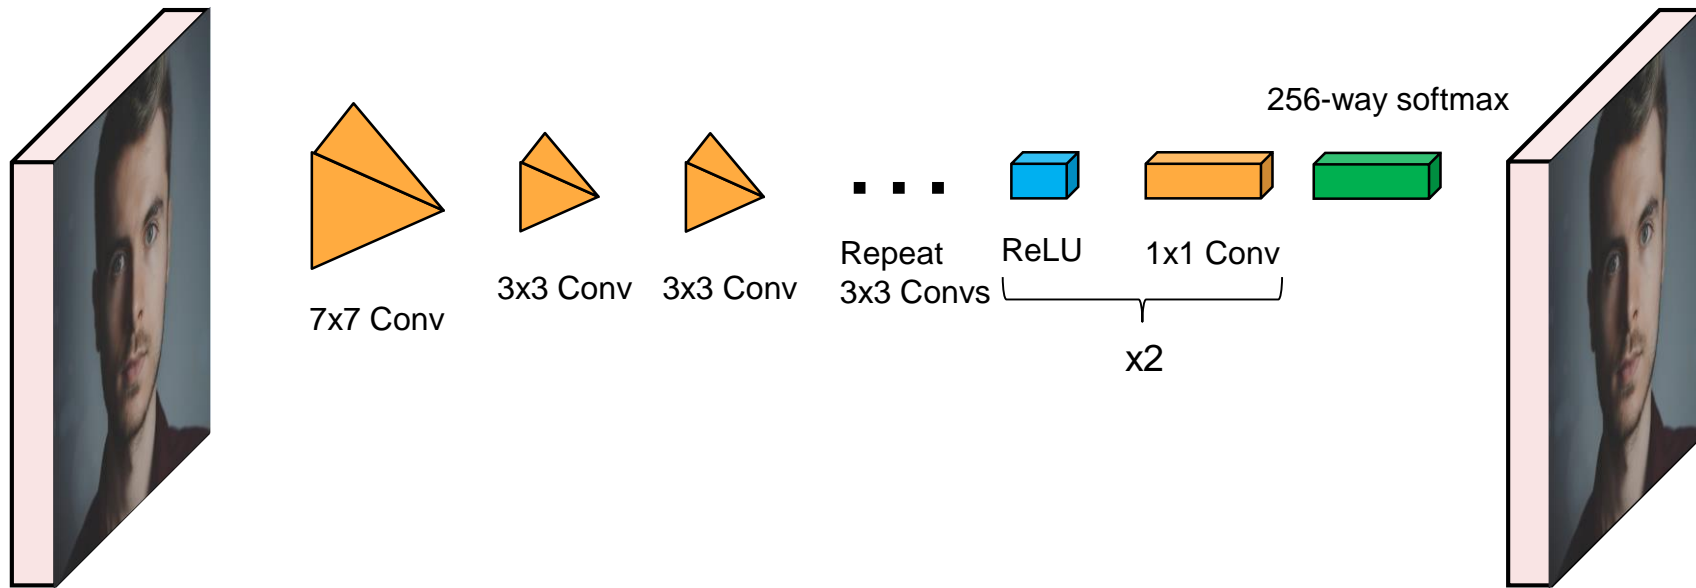 256-way softmax
7x7 Conv
3x3 Conv
3x3 Conv
Repeat
3x3 Convs
ReLU
1x1 Conv
x2